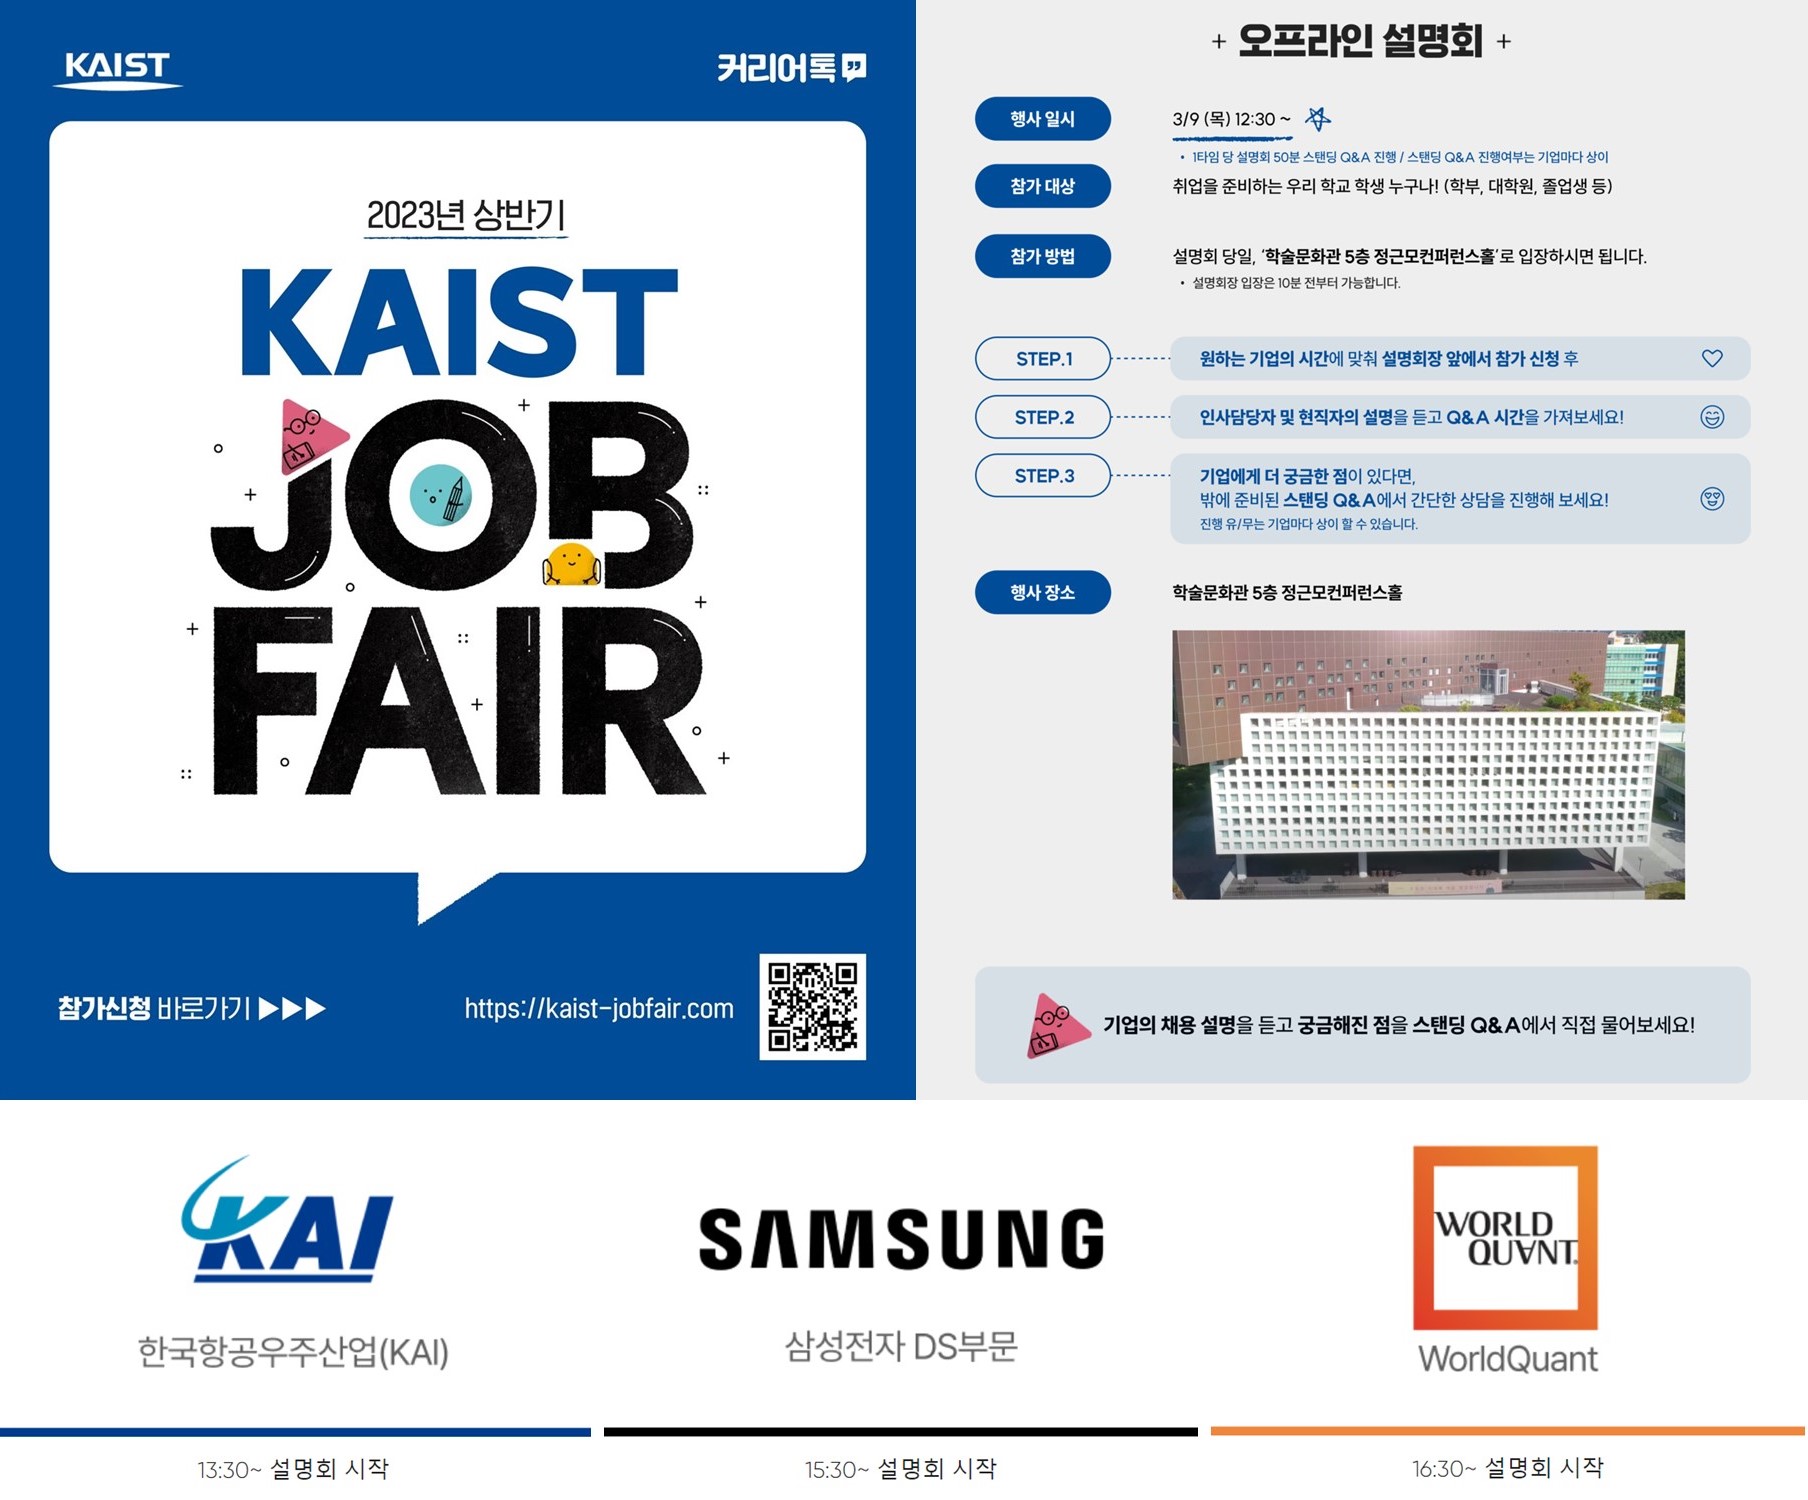 KAIST
커리어톡
2023년 상반기
KAIST
JOB
FAIR
참가신청 바로가기 ▶▶▶
https://kaist-jobfair.com
+ 오프라인 설명회 +
행사 일시
3/9 (목) 12:30 ~
• 1타임 당 설명회 50분 스탠딩 Q&A 진행 / 스탠딩 Q&A 진행여부는 기업마다 상이
참가 대상
취업을 준비하는 우리 학교 학생 누구나! (학부, 대학원, 졸업생 등)
참가 방법
설명회 당일, ‘학술문화관 5층 정근모컨퍼런스홀’로 입장하시면 됩니다.
• 설명회장 입장은 10분 전부터 가능합니다.
STEP.1
원하는 기업의 시간에 맞춰 설명회장 앞에서 참가 신청 후
STEP.2
인사담당자 및 현직자의 설명을 듣고 Q&A 시간을 가져보세요!
STEP.3
기업에게 더 궁금한 점이 있다면,
밖에 준비된 스탠딩 Q&A에서 간단한 상담을 진행해 보세요!
진행 유/무는 기업마다 상이 할 수 있습니다.
행사 장소
학술문화관 5층 정근모컨퍼런스홀
기업의 채용 설명을 듣고 궁금해진 점을 스탠딩 Q&A에서 직접 물어보세요!
KAI
한국항공우주산업(KAI)
13:30~ 설명회 시작
SAMSUNG
삼성전자 DS부문
15:30~ 설명회 시작
WORLD
QUANT
WorldQuant
16:30~ 설명회 시작